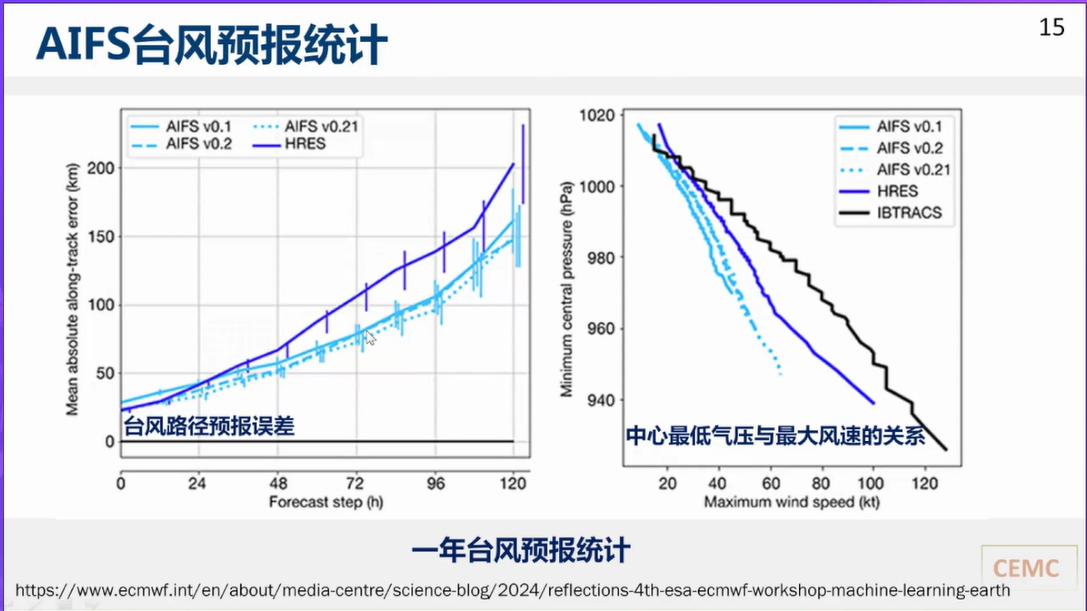 15
AIFS台风预报统计
AIFS v0.1
AIFS v0.2
AIFS v0.21
HRES
Mean absolute along-track error (km)
200
150
100
50
0
台风路径预报误差
0 24 48 72 96 120
Forecast step (h)
AIFS v0.1
AIFS v0.2
AIFS v0.21
HRES
IBTRACS
Minimum central pressure (hPa)
1020
1000
980
960
940
中心最低气压与最大风速的关系
20 40 60 80 100 120
Maximum wind speed (kt)
一年台风预报统计
CEMC
https://www.ecmwf.int/en/about/media-centre/science-blog/2024/reflections-4th-esa-ecmwf-workshop-machine-learning-earth